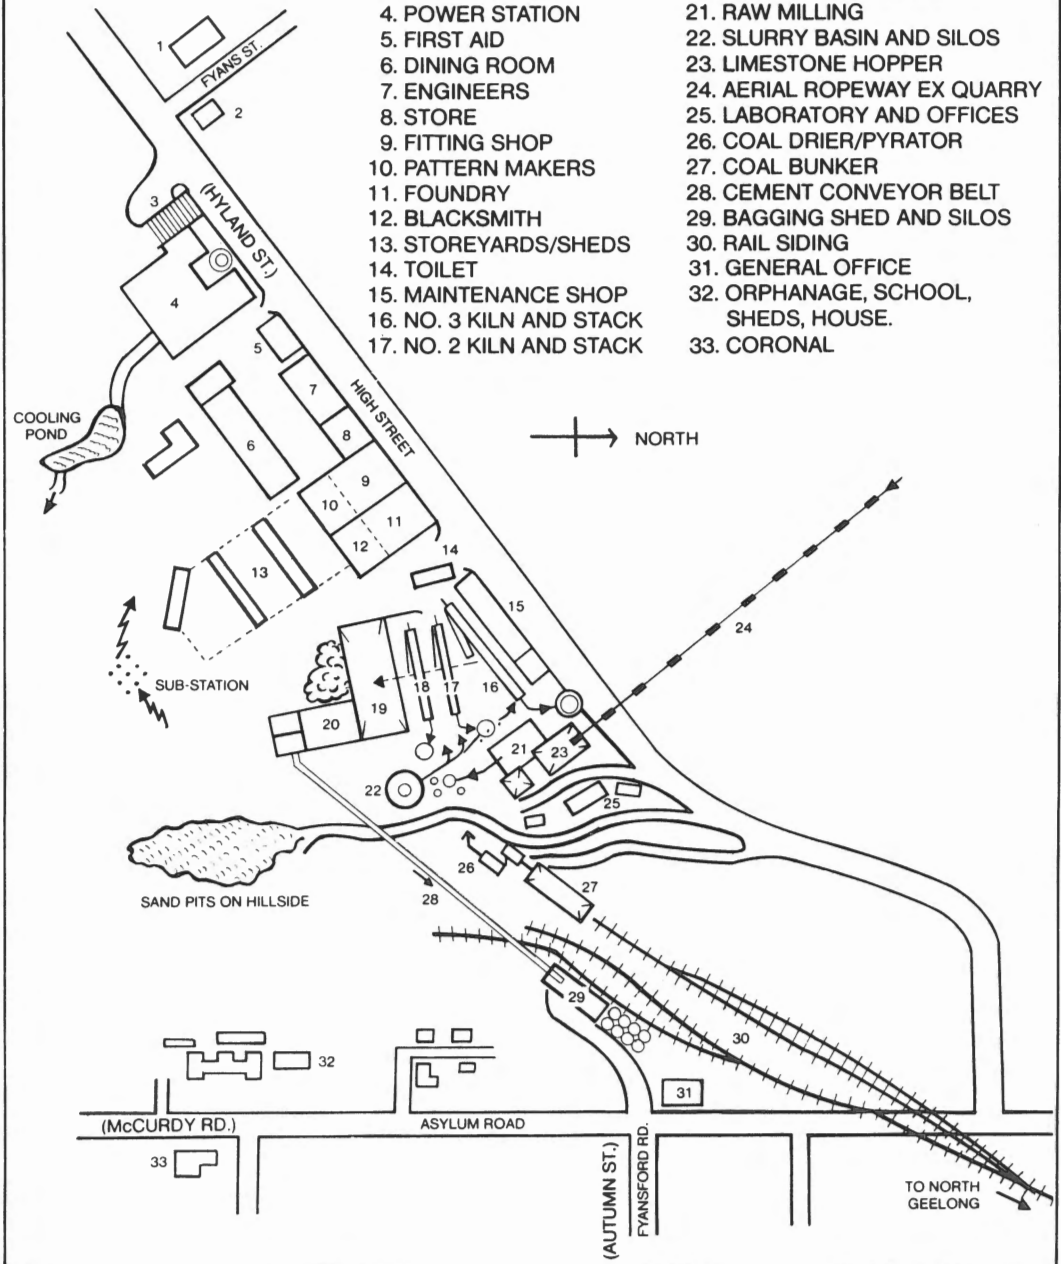 4. POWER STATION
5. FIRST AID
6. DINING ROOM
7. ENGINEERS
8. STORE
9. FITTING SHOP
10. PATTERN MAKERS
11. FOUNDRY
12. BLACKSMITH
13. STOREYARDS/SHEDS
14. TOILET
15. MAINTENANCE SHOP
16. NO. 3 KILN AND STACK
17. NO. 2 KILN AND STACK
21. RAW MILLING
22. SLURRY BASIN AND SILOS
23. LIMESTONE HOPPER
24. AERIAL ROPEWAY EX QUARRY
25. LABORATORY AND OFFICES
26. COAL DRIER/PYRATOR
27. COAL BUNKER
28. CEMENT CONVEYOR BELT
29. BAGGING SHED AND SILOS
30. RAIL SIDING
31. GENERAL OFFICE
32. ORPHANAGE, SCHOOL,
SHEDS, HOUSE.
33. CORONAL
1
FYANS ST.
2
3
(HYLAND ST.)
4
5
7
HIGH STREET
8
COOLING
POND
6
9
10
11
12
NORTH
13
14
15
24
SUB-STATION
18
17
16
19
20
21
23
22
25
26
27
28
SAND PITS ON HILLSIDE
29
30
32
31
(McCURDY RD.)
ASYLUM ROAD
33
(AUTUMN ST.)
FYANSFORD RD.
TO NORTH
GEELONG